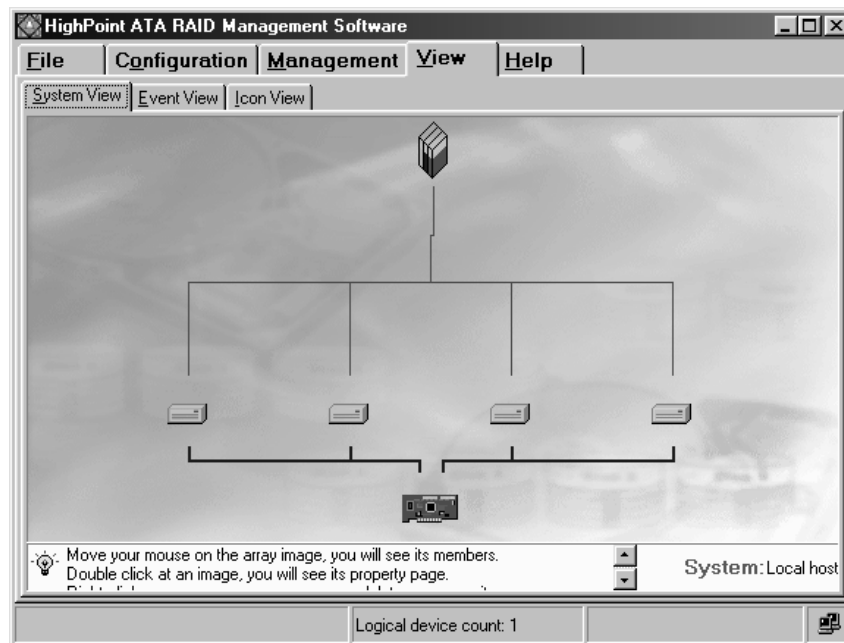 HighPoint ATA RAID Management Software
File Configuration Management View Help
System View Event View Icon View
Move your mouse on the array image, you will see its members.
Double click at an image, you will see its property page.
System: Local host
Logical device count: 1